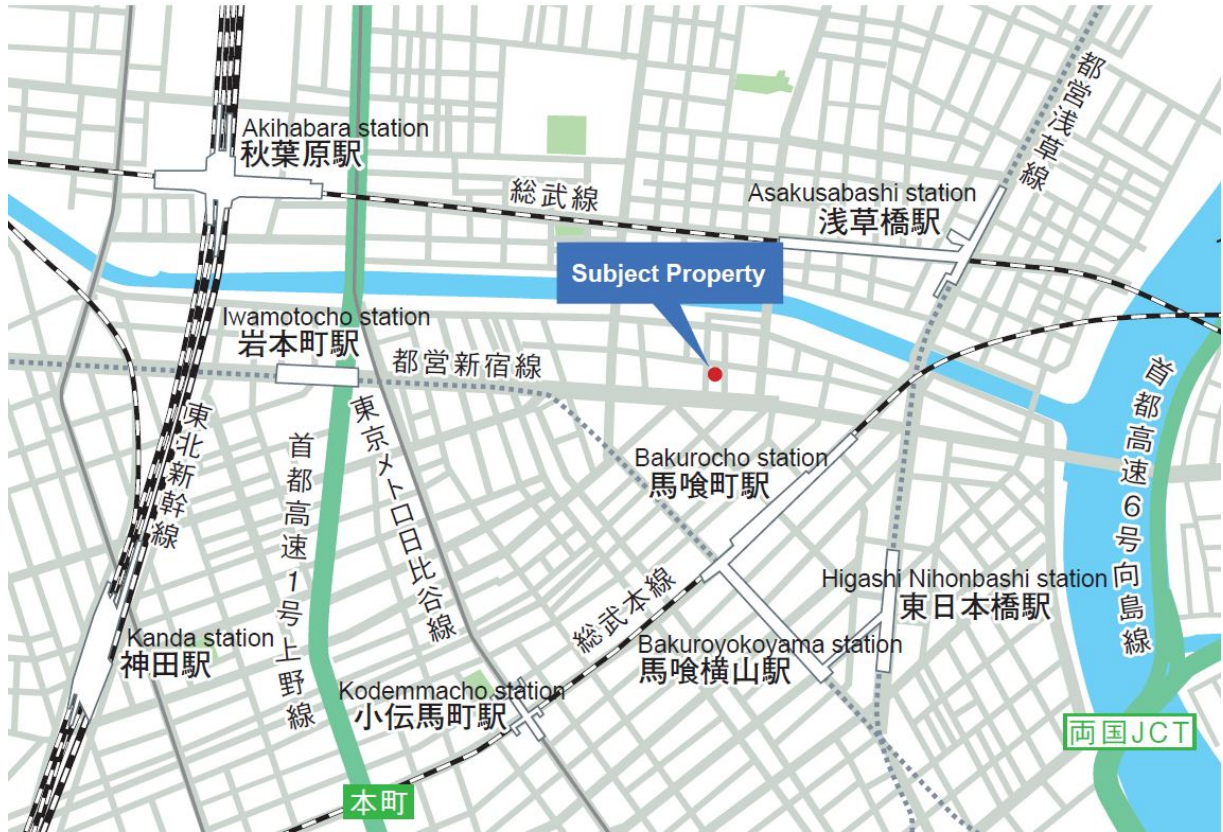 Akihabara station
秋葉原駅
総武線
Asakusabashi station
浅草橋駅
都営浅草線
Subject Property
Iwamotocho station
岩本町駅
都営新宿線
東北新幹線
首都高速1号上野線
東京メトロ日比谷線
Bakurocho station
馬喰町駅
首都高速6号向島線
Higashi Nihonbashi station
東日本橋駅
総武本線
Bakuroyokoyama station
馬喰横山駅
Kanda station
神田駅
Kodemmacho station
小伝馬町駅
両国JCT
本町